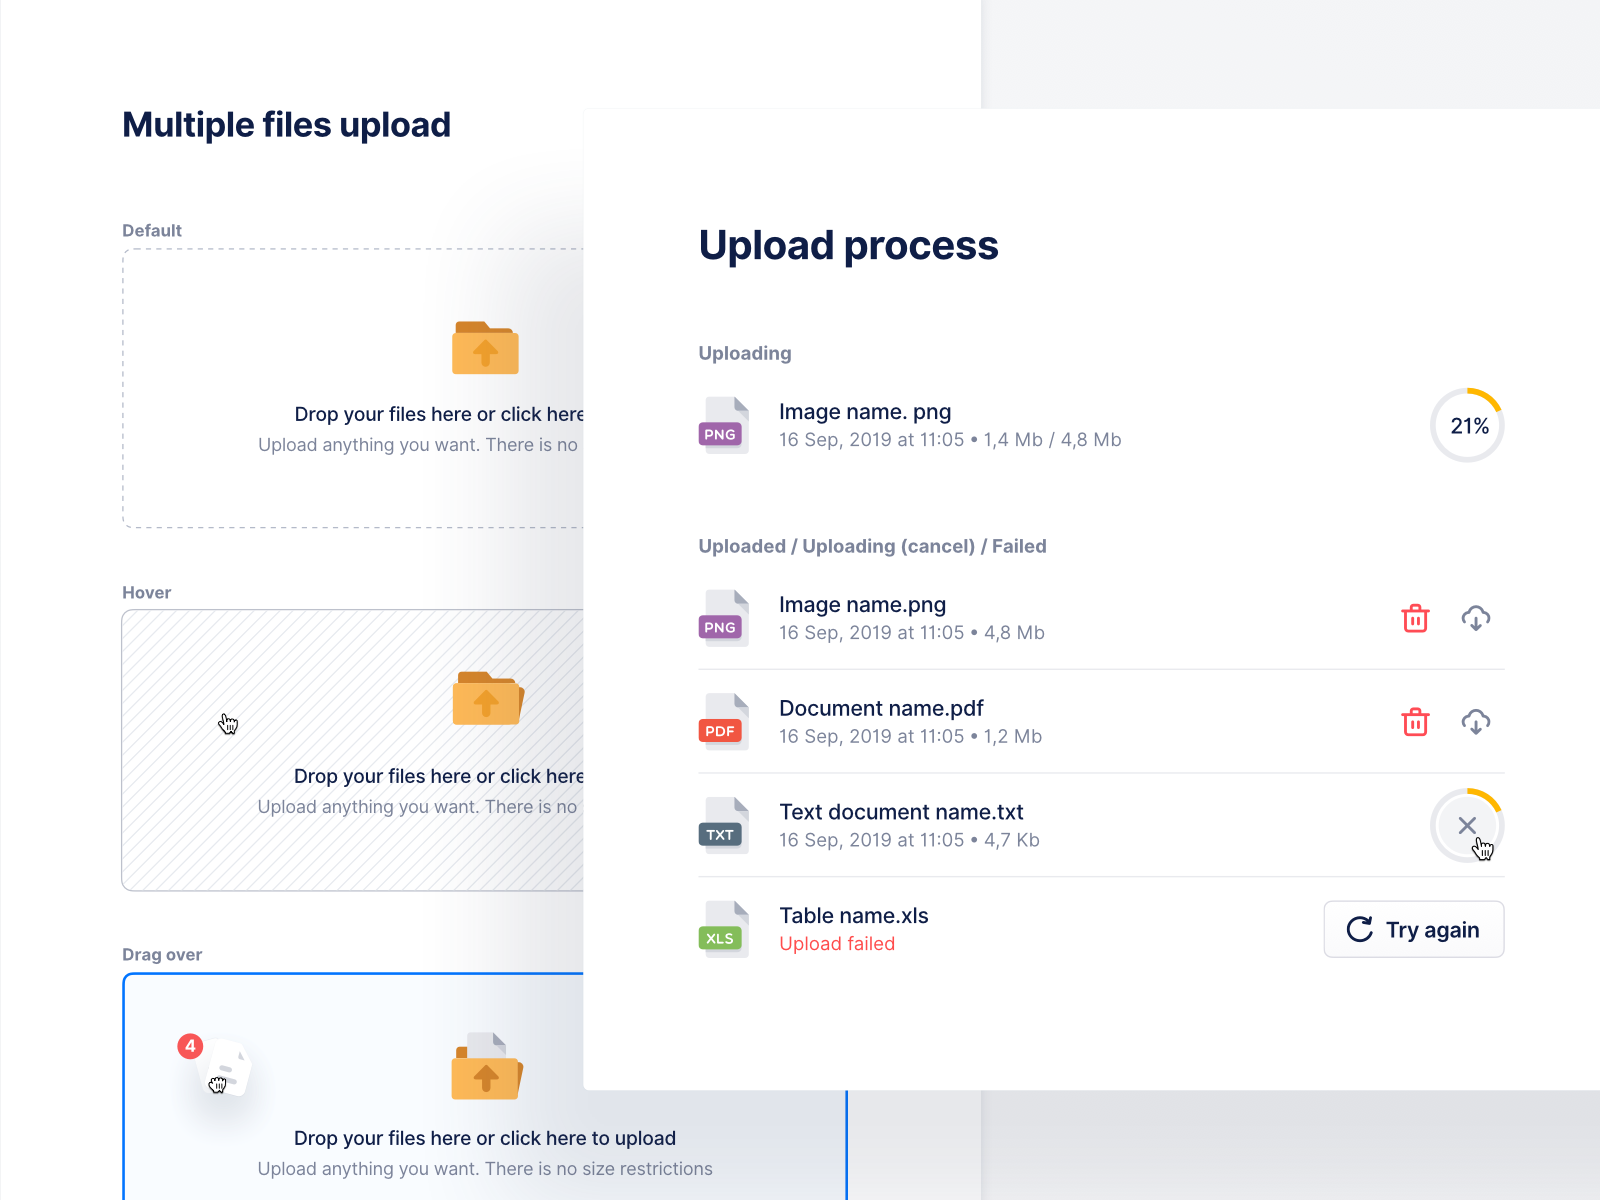 Multiple files upload
Default
Drop your files here or click here
Upload anything you want. There is no
Hover
Drop your files here or click here
Upload anything you want. There is no
Drag over
4
Drop your files here or click here to upload
Upload anything you want. There is no size restrictions
Upload process
Uploading
PNG
Image name. png
16 Sep, 2019 at 11:05 • 1,4 Mb / 4,8 Mb
21%
Uploaded / Uploading (cancel) / Failed
PNG
Image name.png
16 Sep, 2019 at 11:05 • 4,8 Mb
PDF
Document name.pdf
16 Sep, 2019 at 11:05 • 1,2 Mb
TXT
Text document name.txt
16 Sep, 2019 at 11:05 • 4,7 Kb
XLS
Table name.xls
Upload failed
Try again